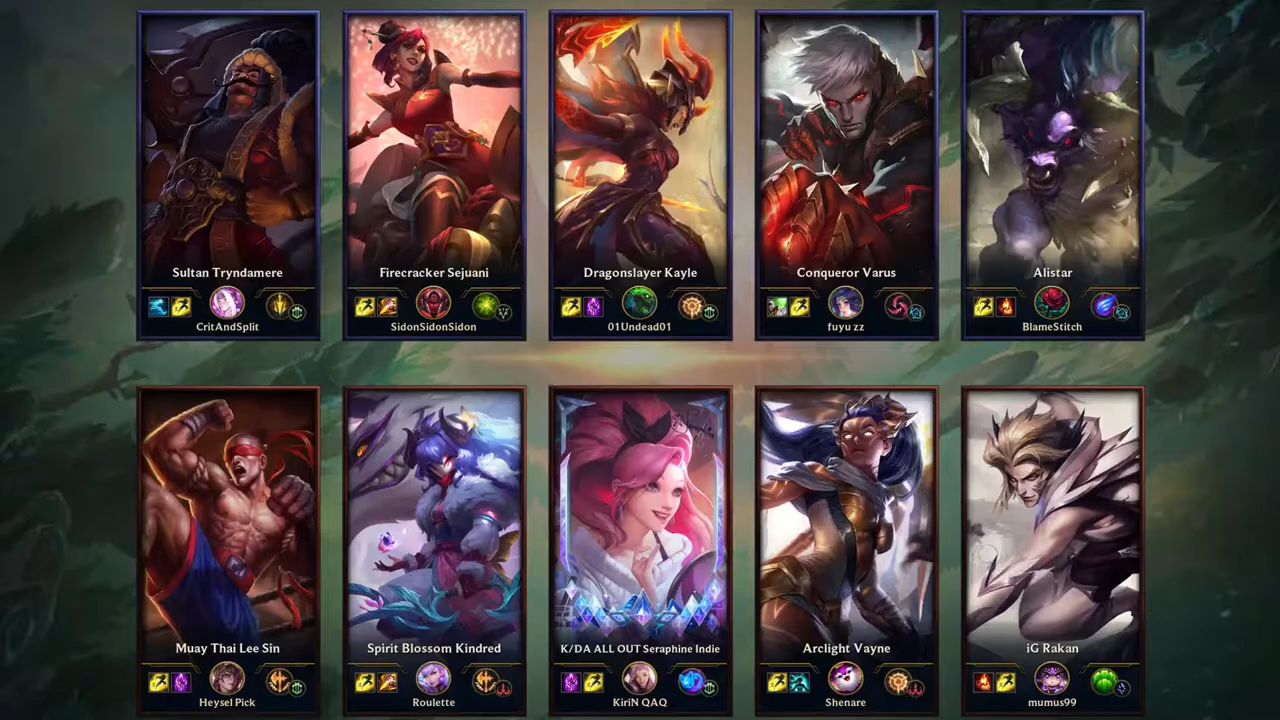 Sultan Tryndamere
CritAndSplit
Firecracker Sejuani
SidonSidonSidon
Dragonslayer Kayle
01Undead01
Conqueror Varus
fuyu zz
Alistar
BlameStitch
Muay Thai Lee Sin
Heysel Pick
Spirit Blossom Kindred
Roulette
K/DA ALL OUT Seraphine Indie
KiriN QAQ
Arclight Vayne
Shenare
iG Rakan
mumus99